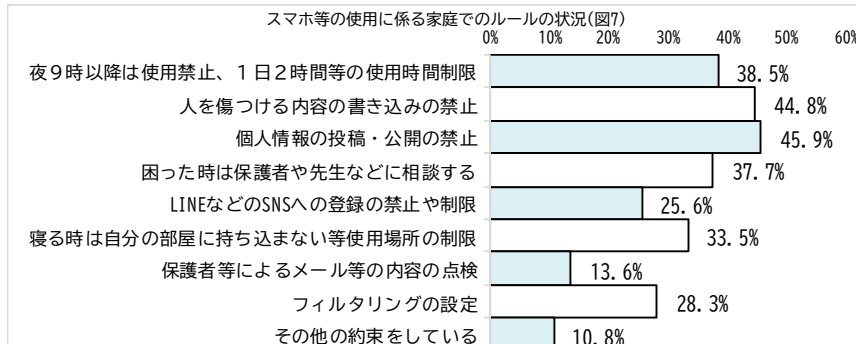 スマホ等の使用に係る家庭でのルールの状況(図7)
0% 10% 20% 30% 40% 50% 60%
夜9時以降は使用禁止、1日2時間等の使用時間制限 38.5%
人を傷つける内容の書き込みの禁止 44.8%
個人情報の投稿・公開の禁止 45.9%
困った時は保護者や先生などに相談する 37.7%
LINEなどのSNSへの登録の禁止や制限 25.6%
寝る時は自分の部屋に持ち込まない等使用場所の制限 33.5%
保護者等によるメール等の内容の点検 13.6%
フィルタリングの設定 28.3%
その他の約束をしている 10.8%